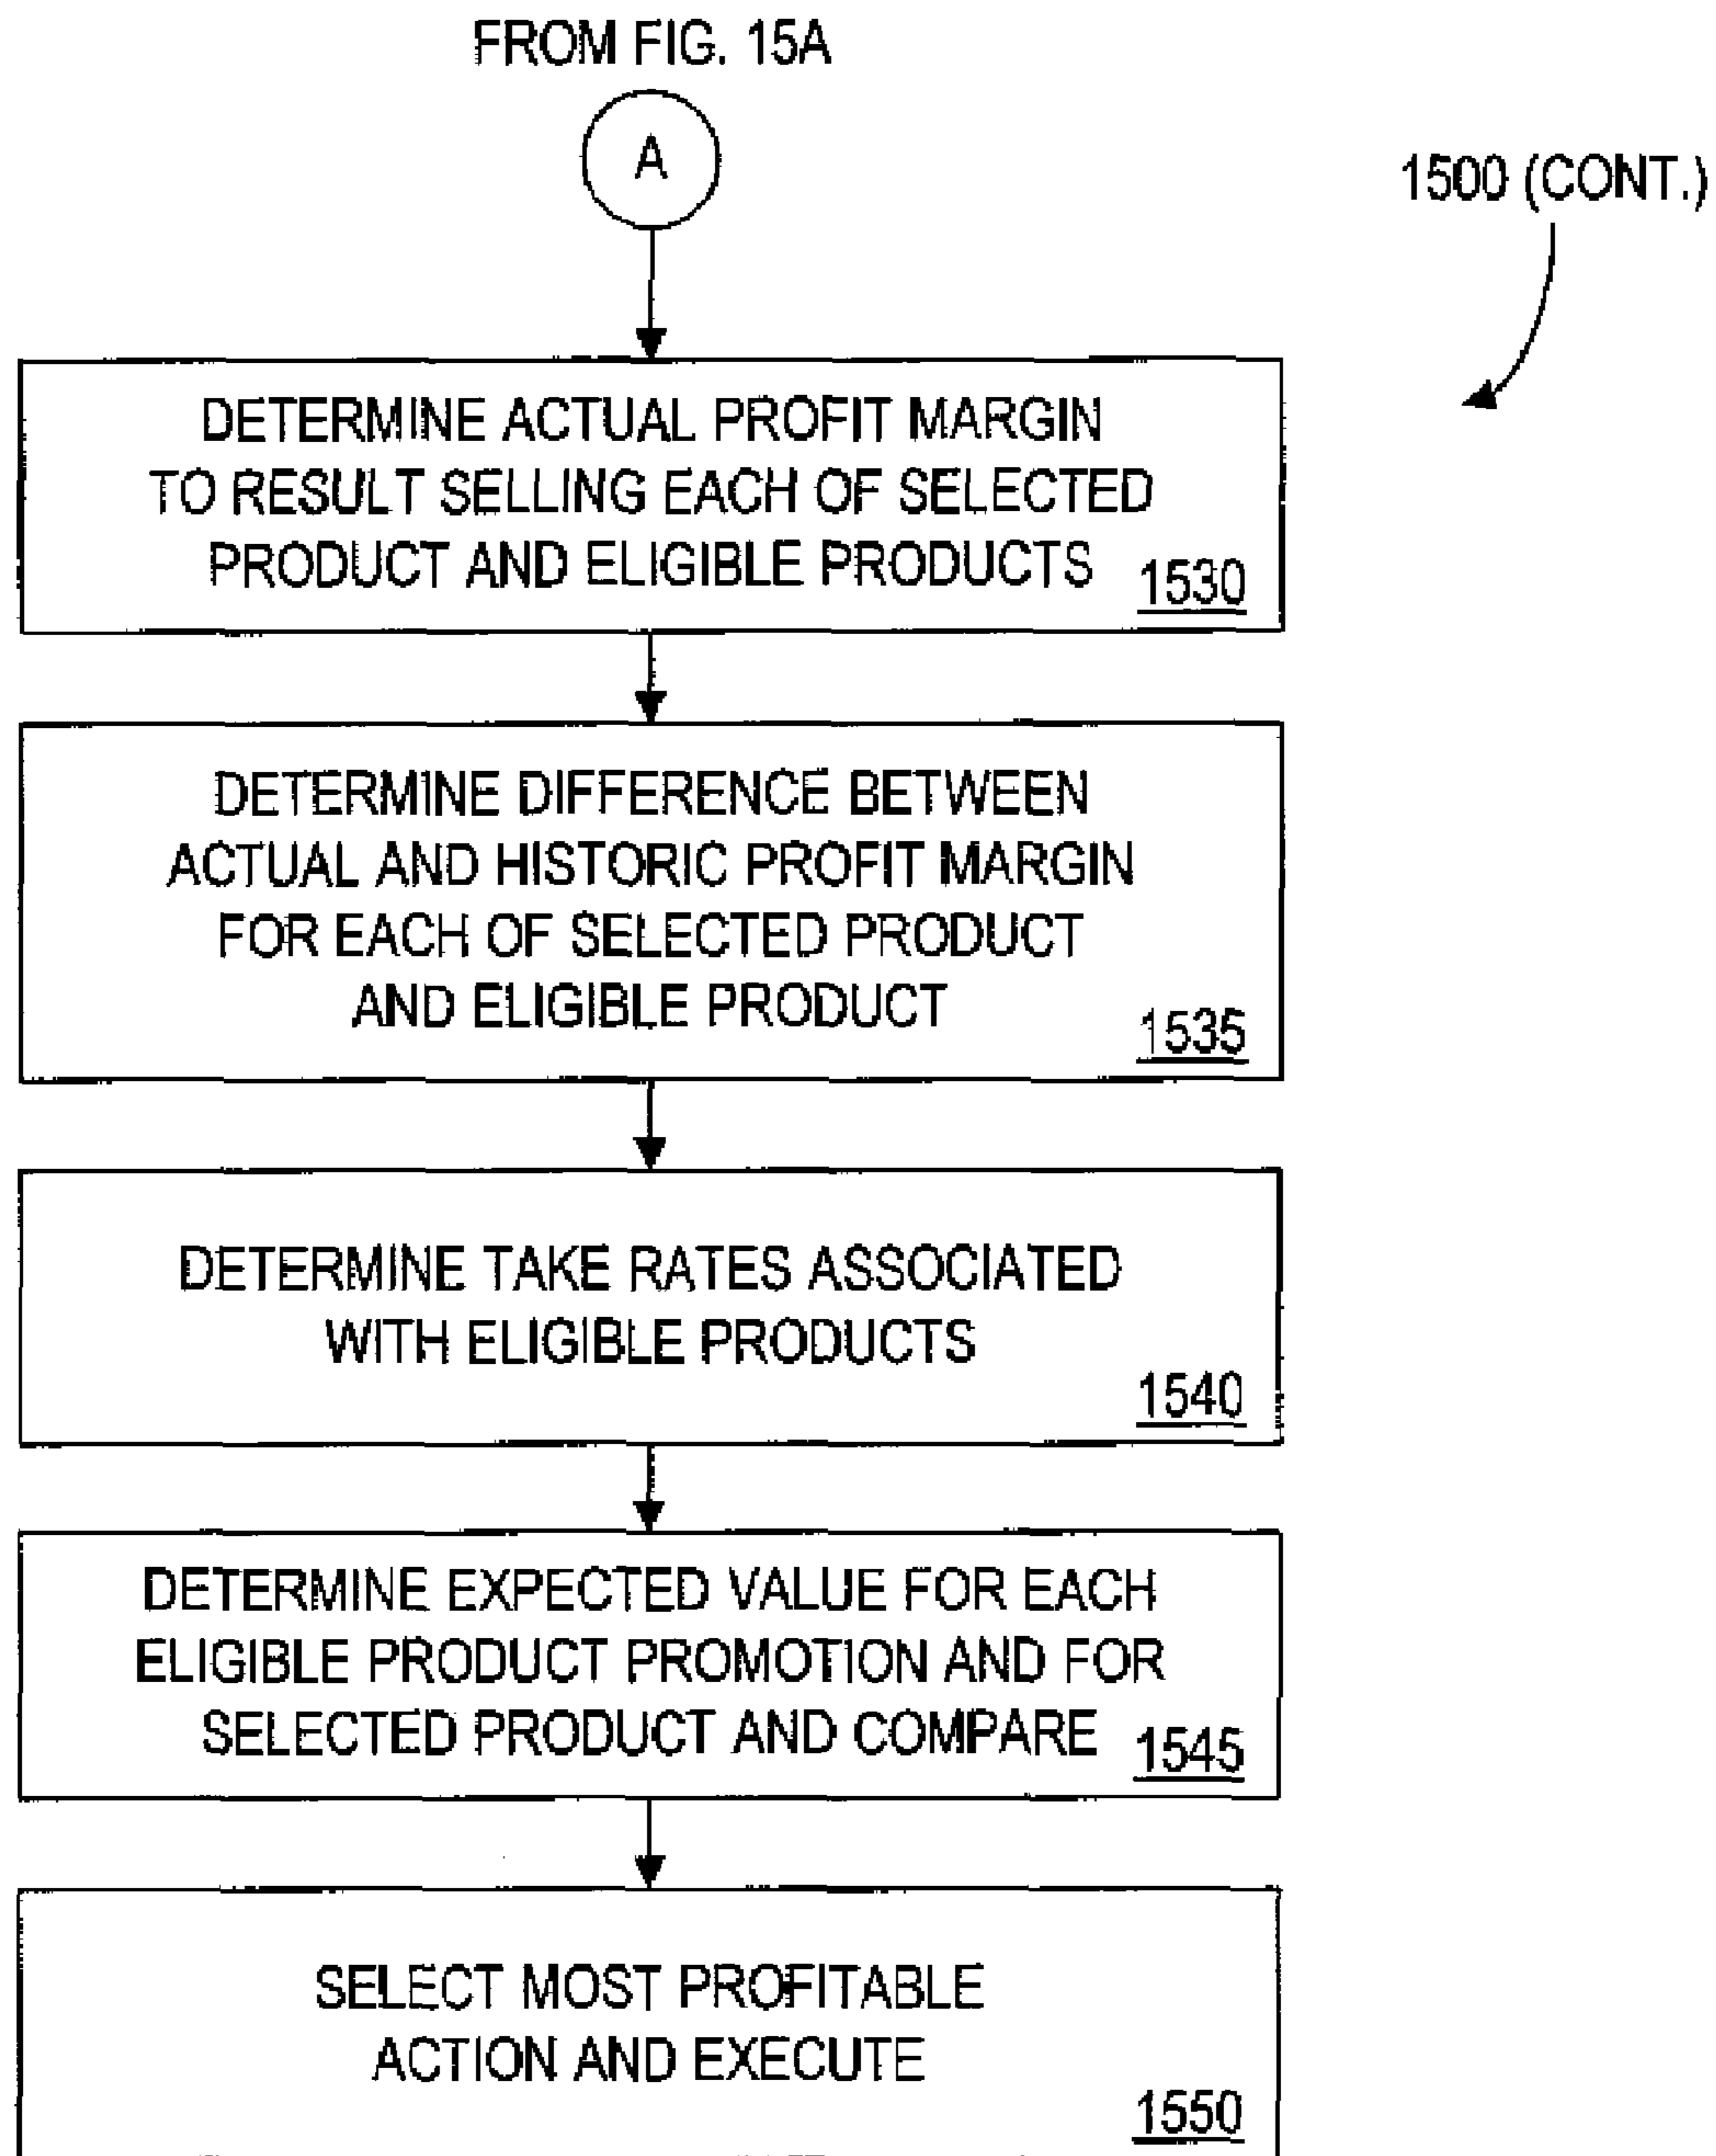 FROM FIG. 15A
A
1500 (CONT.)
DETERMINE ACTUAL PROFIT MARGIN
TO RESULT SELLING EACH OF SELECTED
PRODUCT AND ELIGIBLE PRODUCTS
1530
DETERMINE DIFFERENCE BETWEEN
ACTUAL AND HISTORIC PROFIT MARGIN
FOR EACH OF SELECTED PRODUCT
AND ELIGIBLE PRODUCT
1535
DETERMINE TAKE RATES ASSOCIATED
WITH ELIGIBLE PRODUCTS
1540
DETERMINE EXPECTED VALUE FOR EACH
ELIGIBLE PRODUCT PROMOTION AND FOR
SELECTED PRODUCT AND COMPARE
1545
SELECT MOST PROFITABLE
ACTION AND EXECUTE
1550